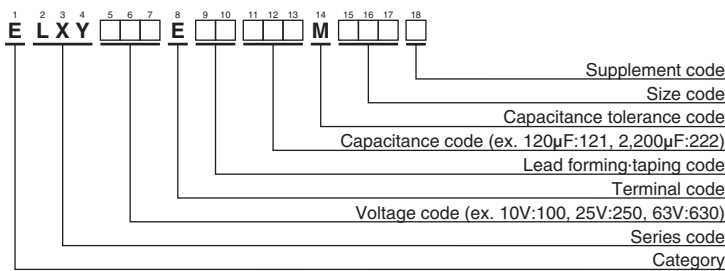 1 2 3 4 5 6 7 8 9 10 11 12 13 14 15 16 17 18
E L X Y □□□ E □□ □□□ M □□□ □
Supplement code
Size code
Capacitance tolerance code
Capacitance code (ex. 120µF:121, 2,200µF:222)
Lead forming·taping code
Terminal code
Voltage code (ex. 10V:100, 25V:250, 63V:630)
Series code
Category